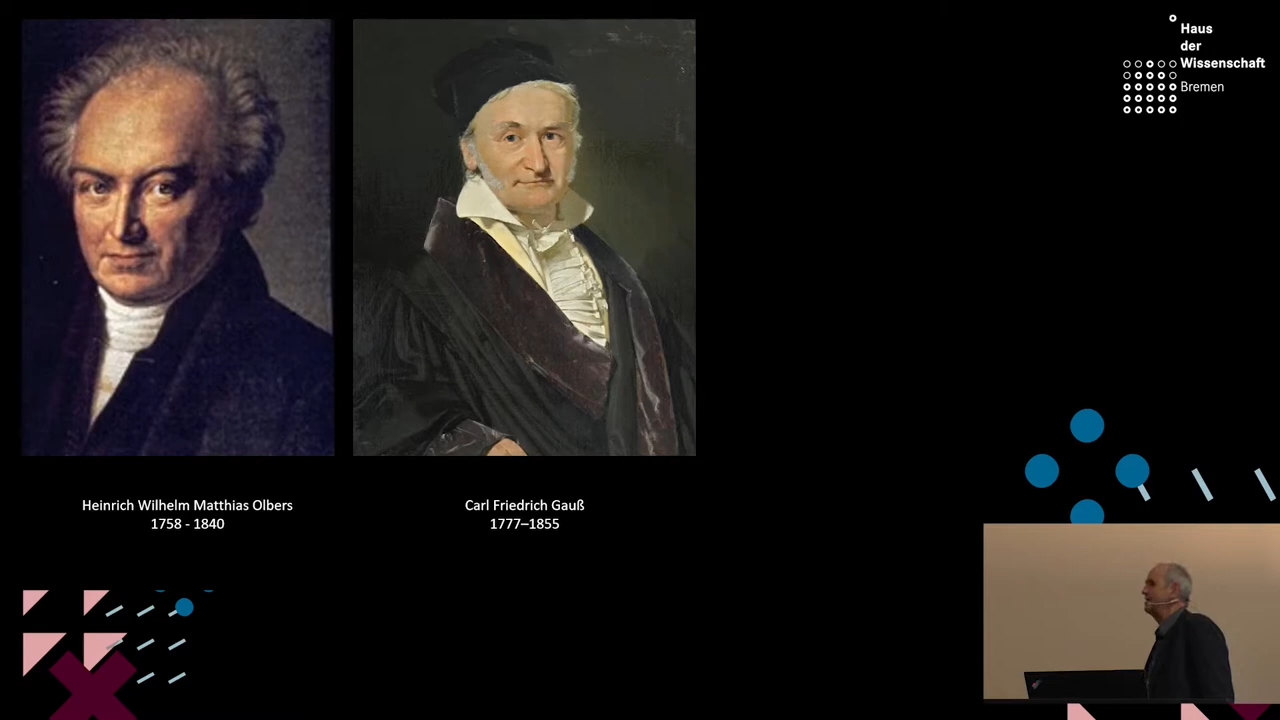 Haus
der
Wissenschaft
Bremen
Heinrich Wilhelm Matthias Olbers
1758 - 1840
Carl Friedrich Gauß
1777–1855